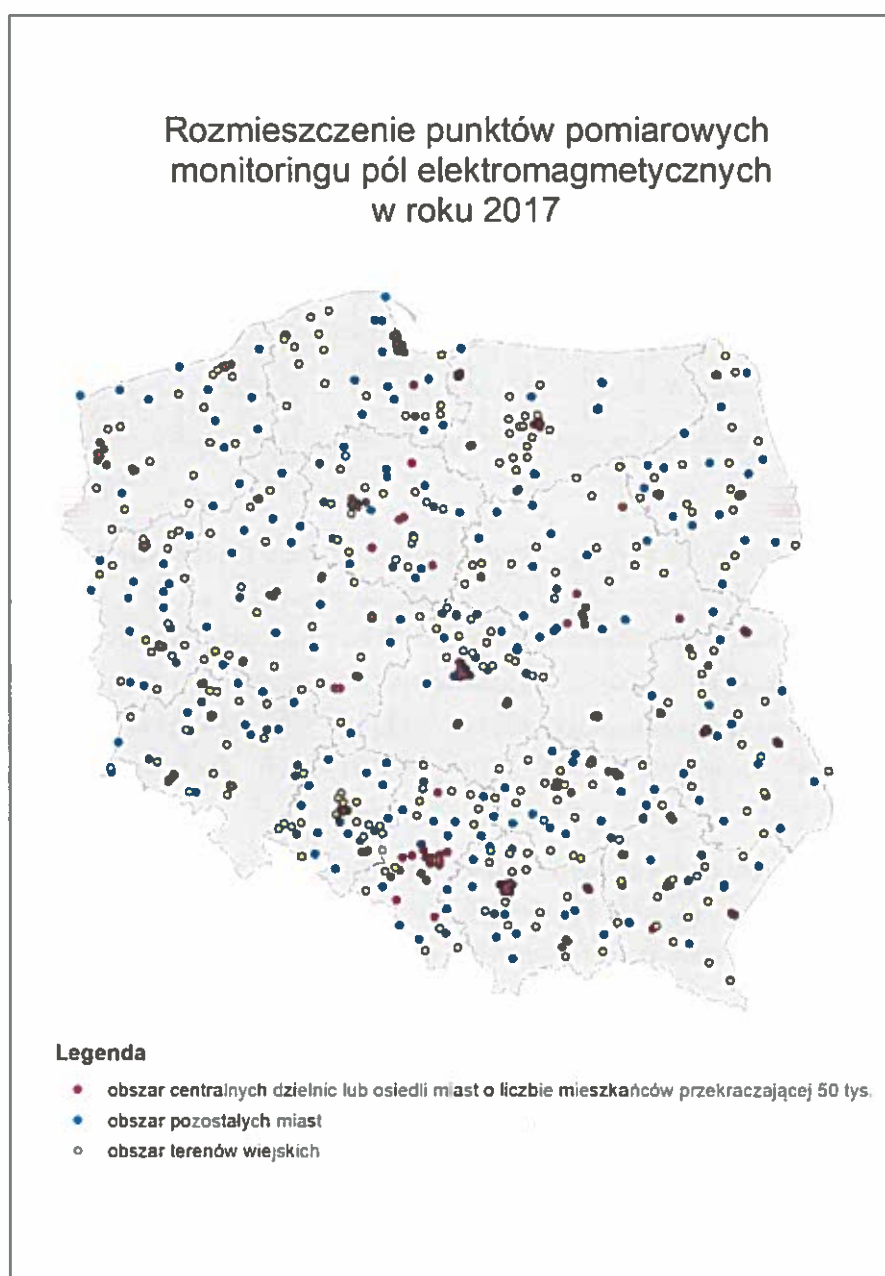 Rozmieszczenie punktów pomiarowych
monitoringu pól elektromagmetycznych
w roku 2017
Legenda
obszar centralnych dzielnic lub osiedli miast o liczbie mieszkańców przekraczającej 50 tys.
obszar pozostałych miast
obszar terenów wiejskich